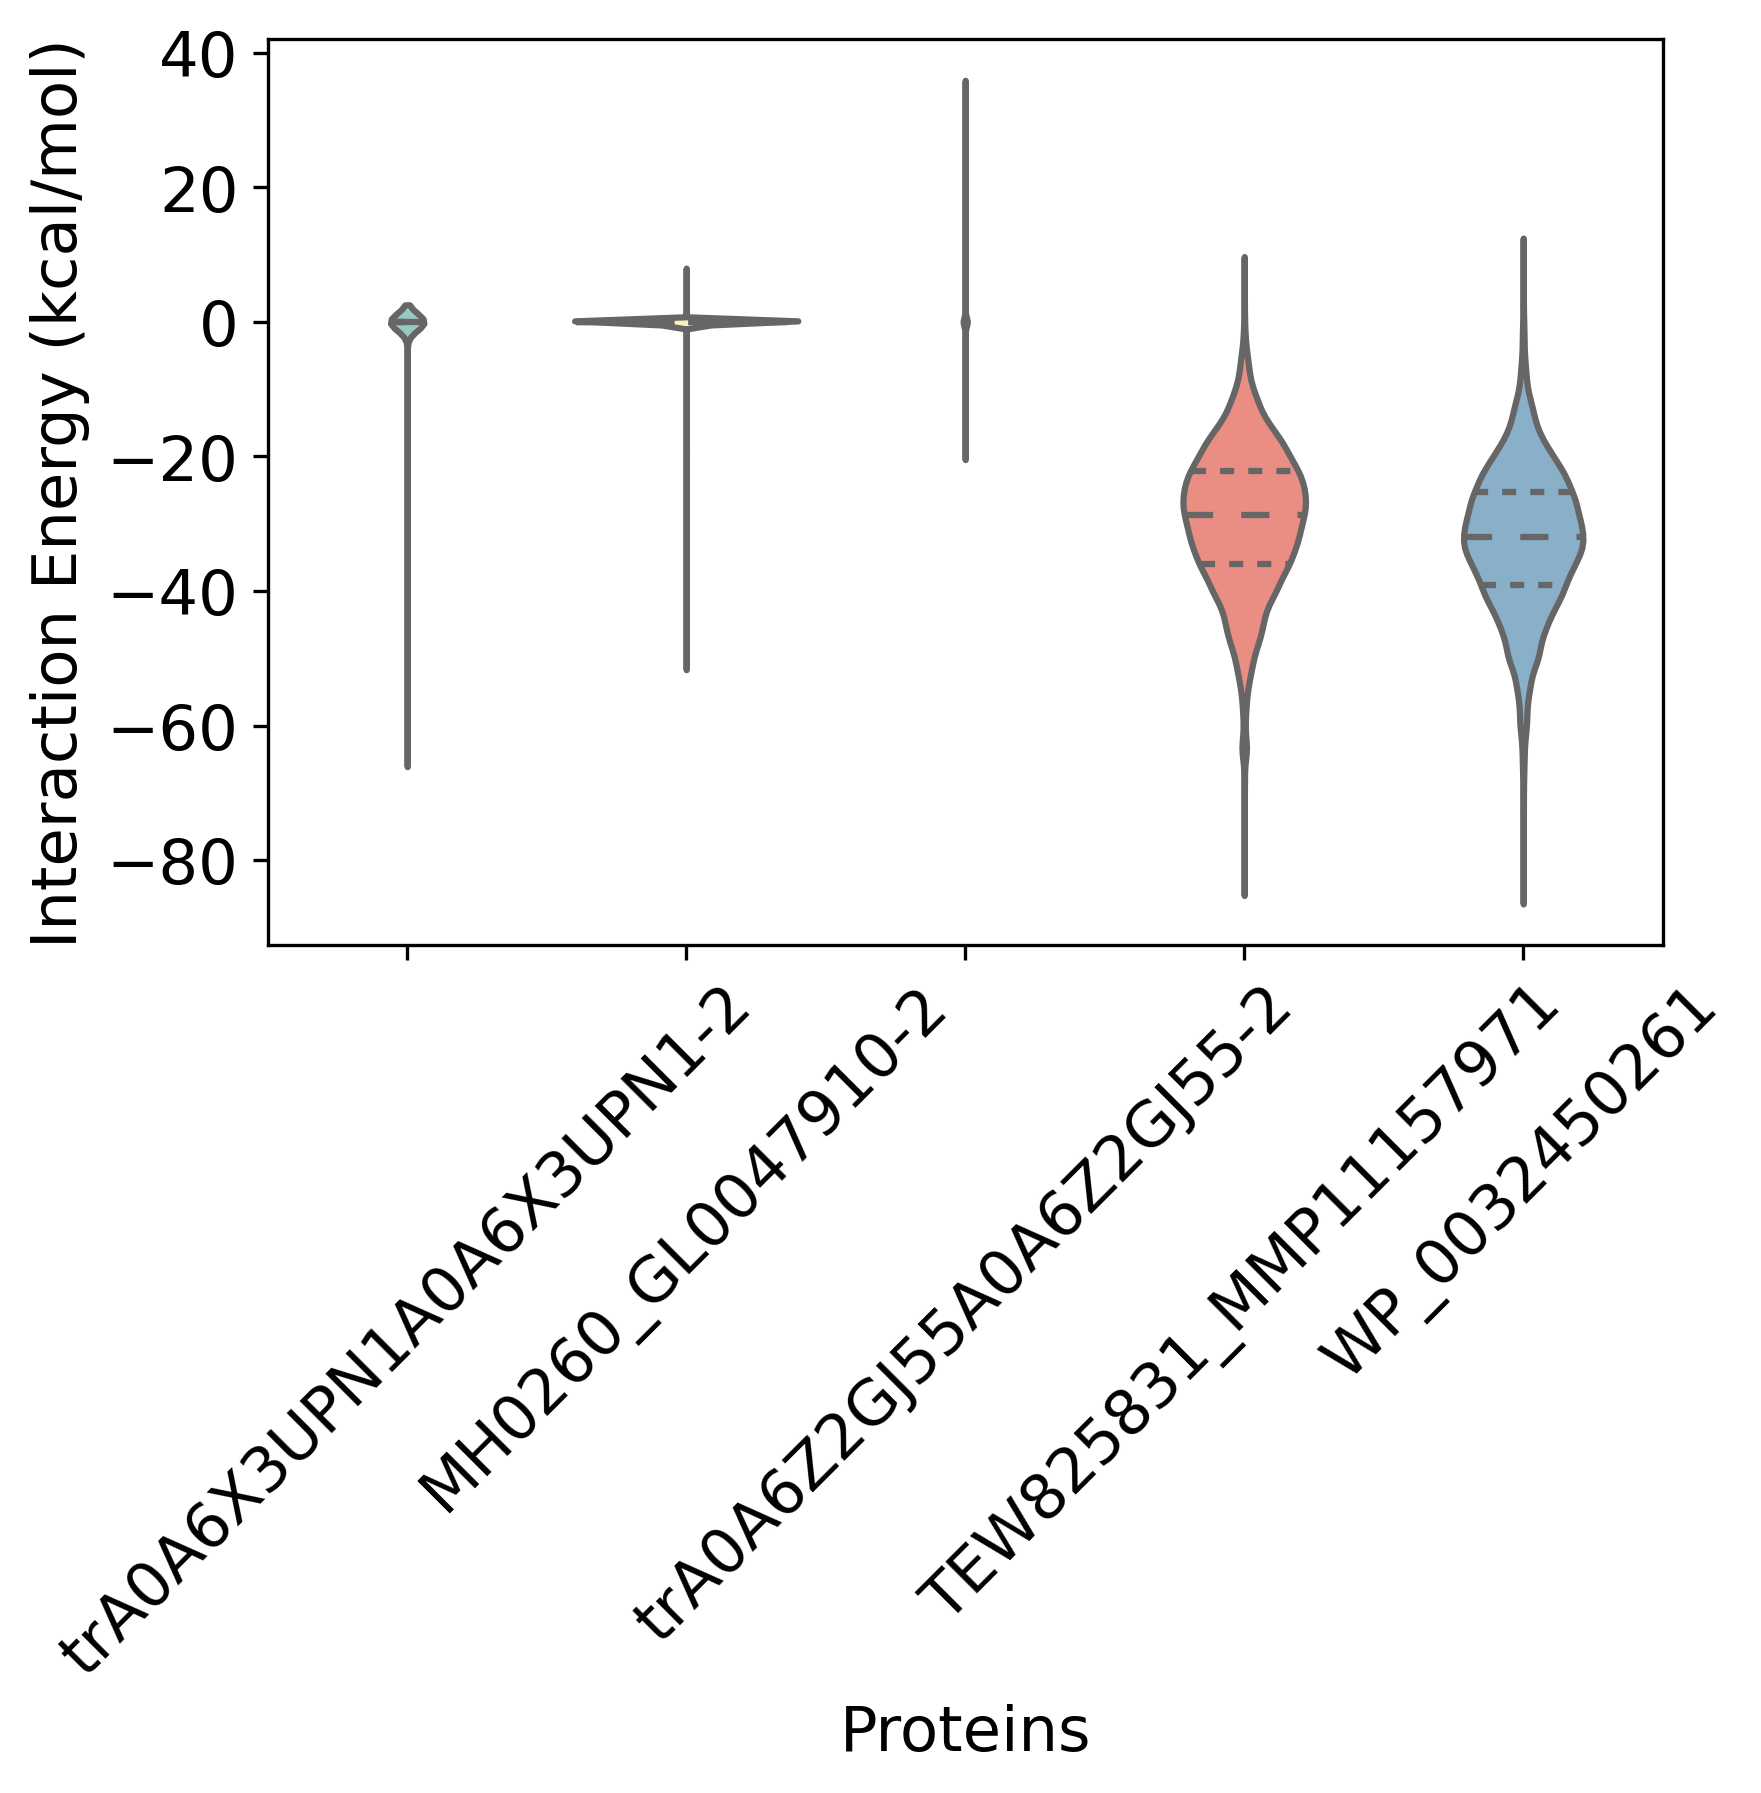 Interaction Energy (kcal/mol)
40
20
0
−20
−40
−60
−80
trA0A6X3UPN1A0A6X3UPN1-2
MH0260_GL0047910-2
trA0A6Z2GJ55A0A6Z2GJ55-2
TEW825831_MMP11157971
WP_003245026​1
Proteins